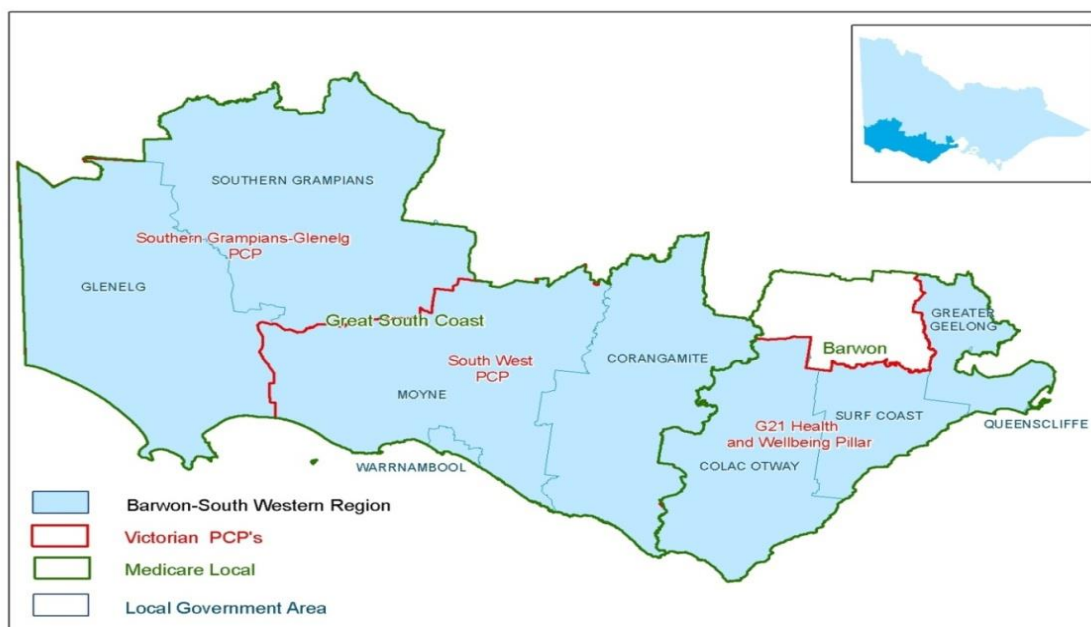 SOUTHERN GRAMPIANS
Southern Grampians-Glenelg
PCP
GLENELG
Great South Coast
GREATER
GEELONG
Barwon
CORANGAMITE
South West
PCP
MOYNE
SURF COAST
QUEENSCLIFFE
G21 Health
and Wellbeing Pillar
COLAC OTWAY
WARRNAMBOOL
Barwon-South Western Region
Victorian PCP's
Medicare Local
Local Government Area